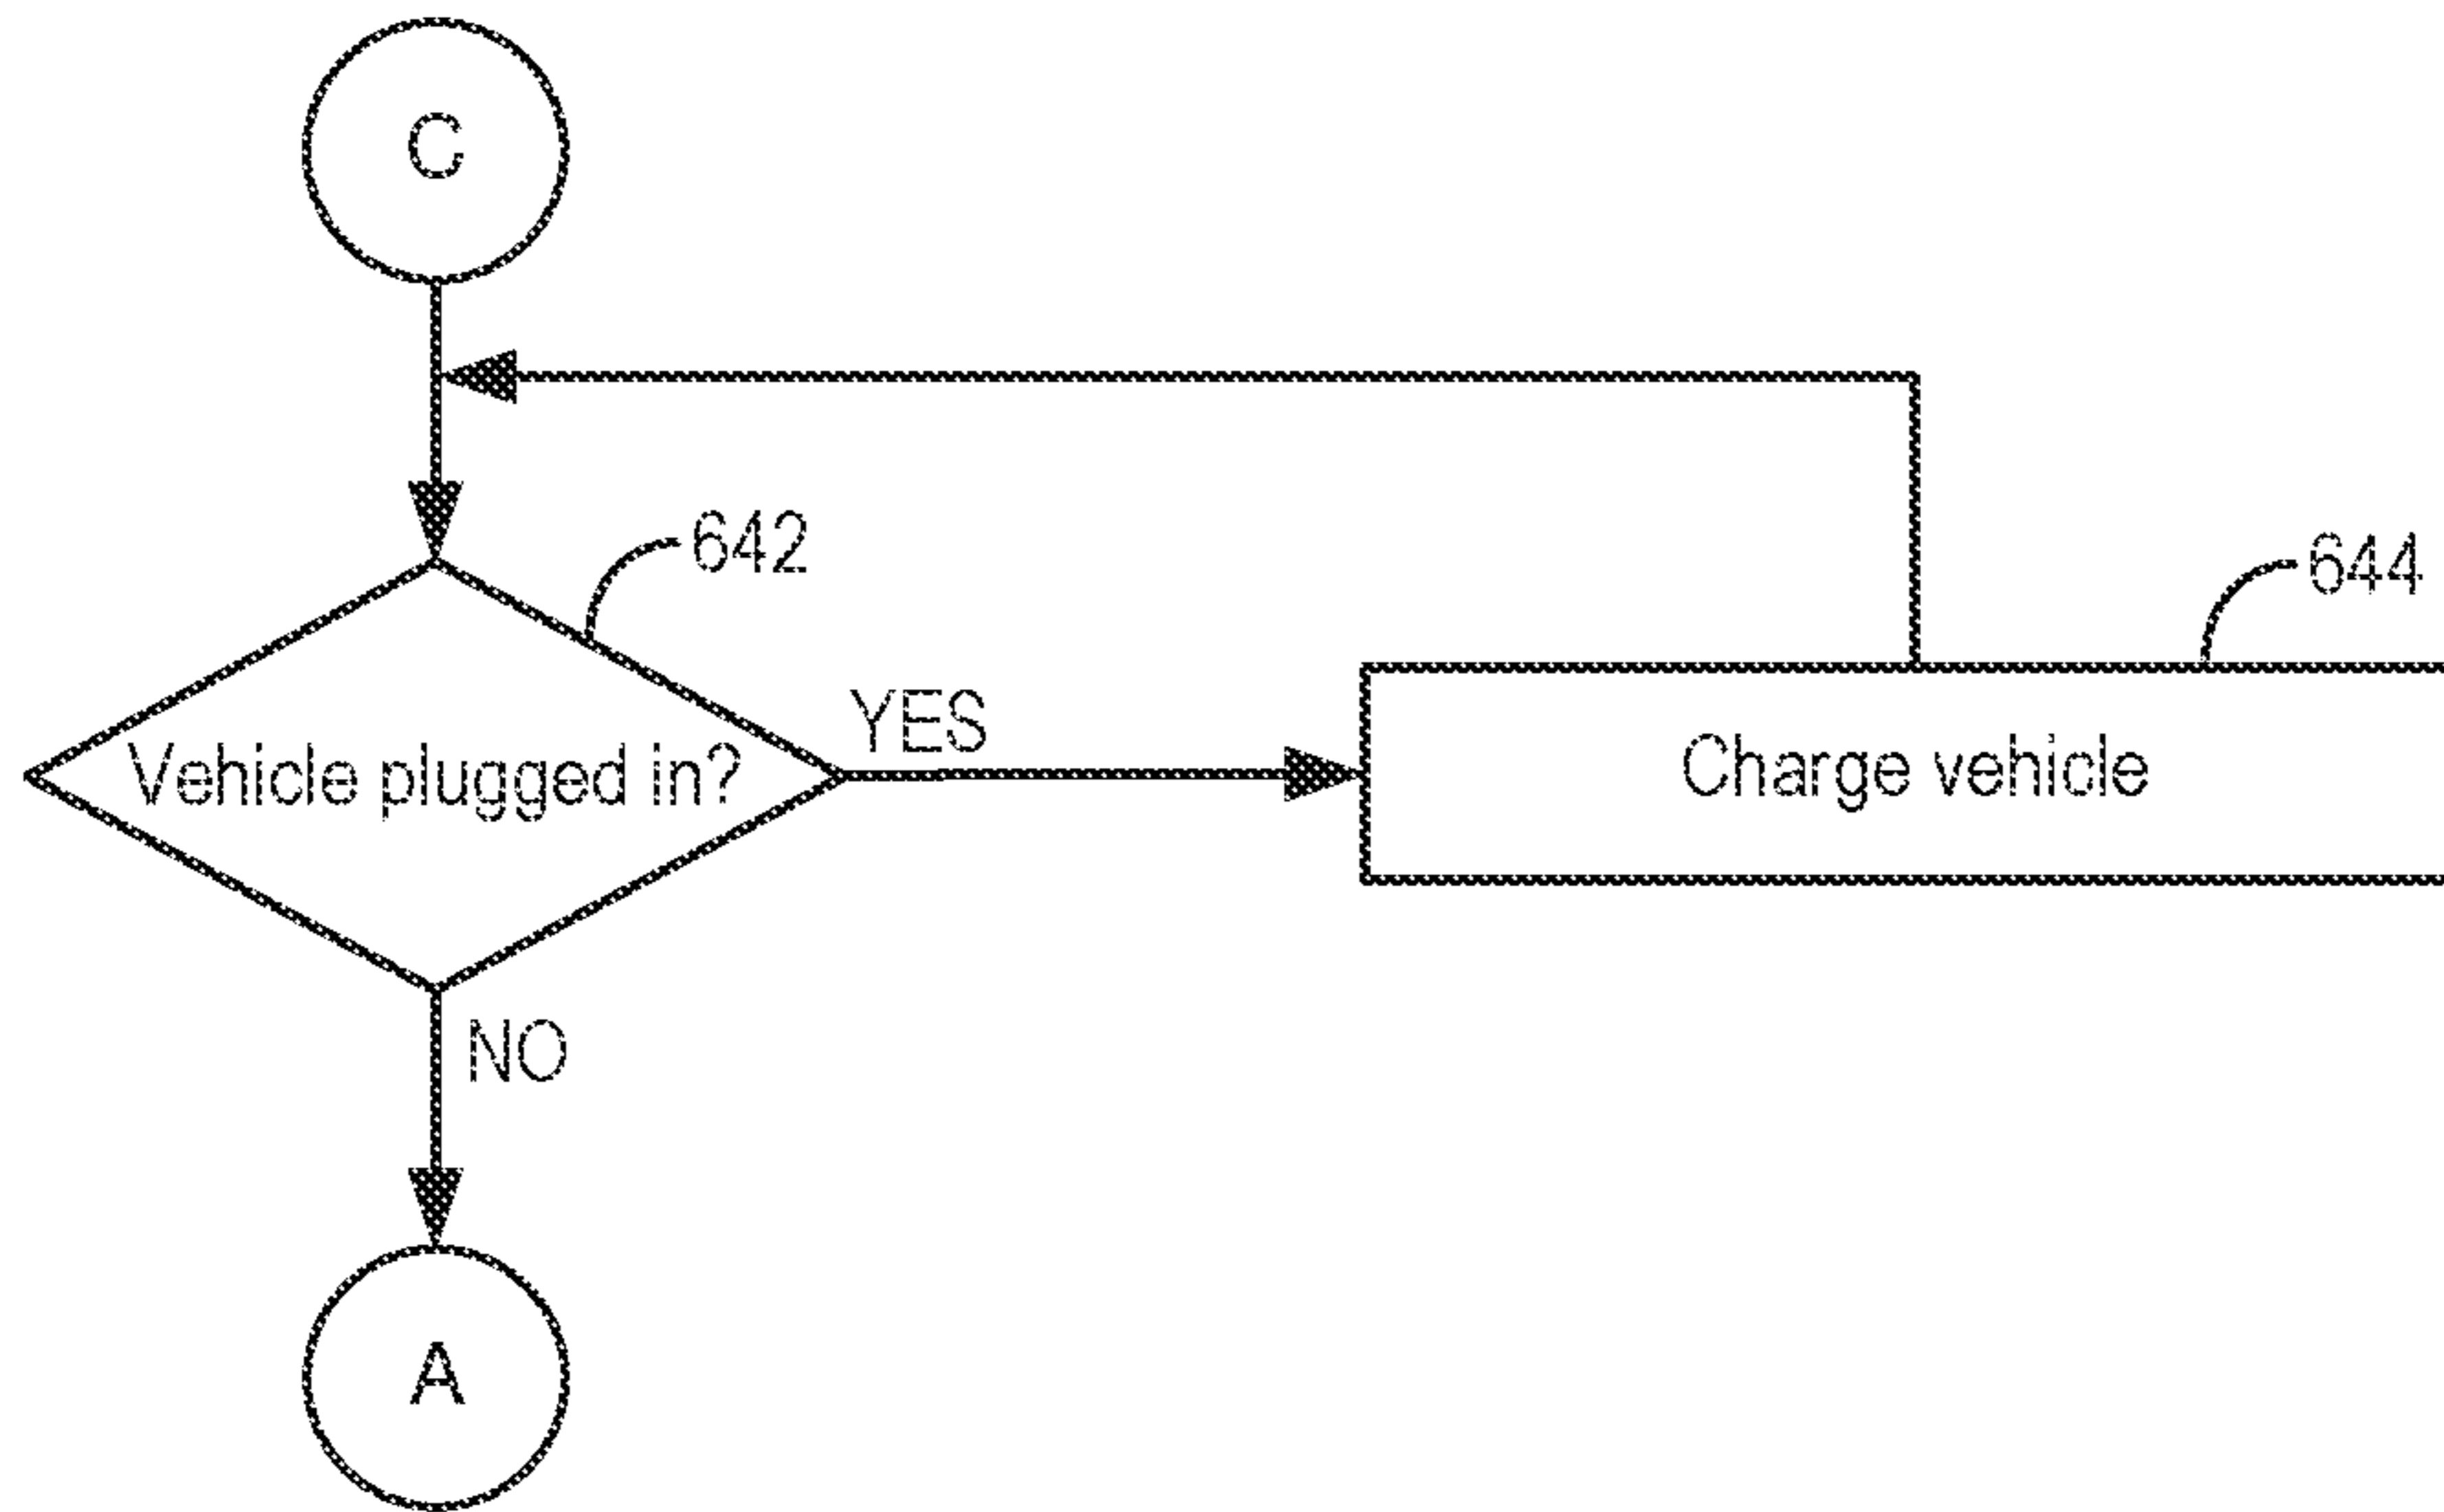 C
642
644
YES
Vehicle plugged in?
Charge vehicle
NO
A